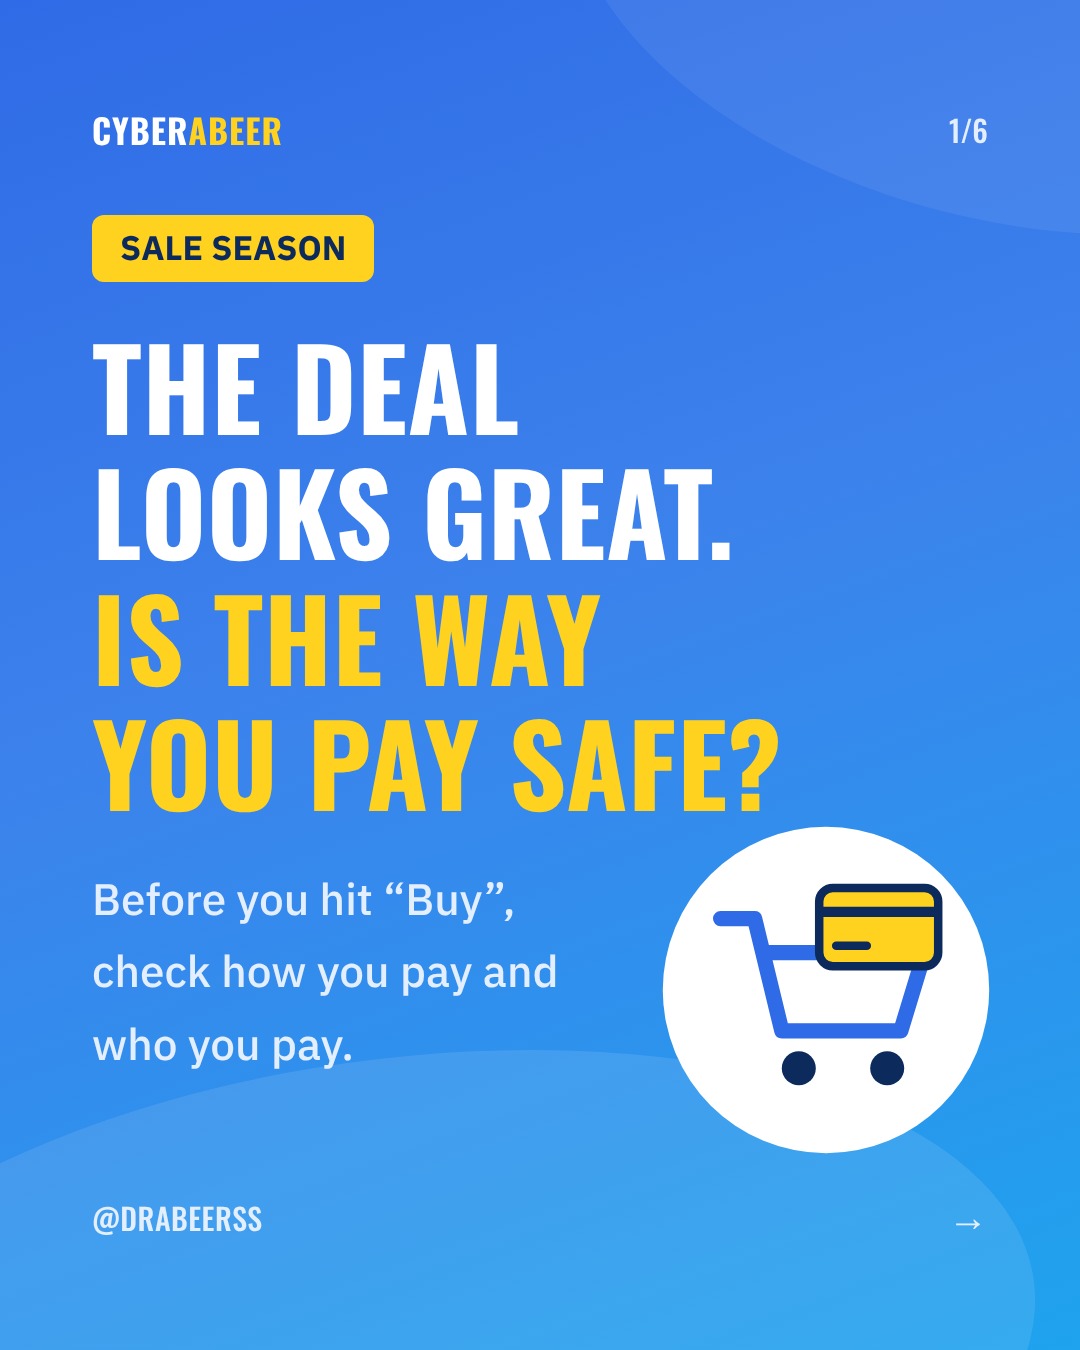 CYBERABEER
1/6
SALE SEASON
THE DEAL
LOOKS GREAT.
IS THE WAY
YOU PAY SAFE?
Before you hit “Buy”,
check how you pay and
who you pay.
@DRABEERSS
→